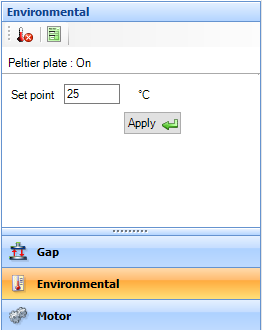 Environmental
Peltier plate : On
Set point 25 °C
Apply
Gap
Environmental
Motor